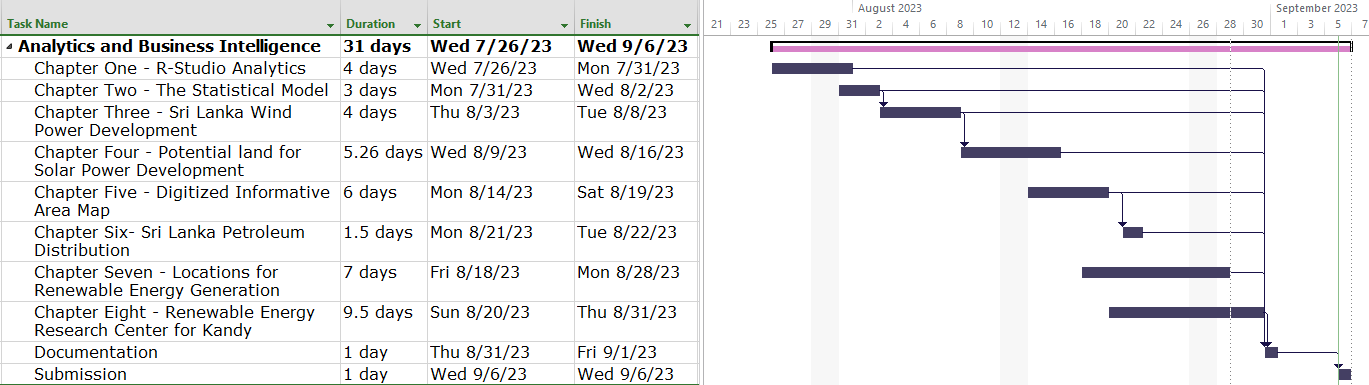 August 2023 September 2023
Task Name Duration Start Finish 21 23 25 27 29 31 2 4 6 8 10 12 14 16 18 20 22 24 26 28 30 1 3 5 7
Analytics and Business Intelligence 31 days Wed 7/26/23 Wed 9/6/23
Chapter One - R-Studio Analytics 4 days Wed 7/26/23 Mon 7/31/23
Chapter Two - The Statistical Model 3 days Mon 7/31/23 Wed 8/2/23
Chapter Three - Sri Lanka Wind 4 days Thu 8/3/23 Tue 8/8/23
Power Development
Chapter Four - Potential land for 5.26 days Wed 8/9/23 Wed 8/16/23
Solar Power Development
Chapter Five - Digitized Informative 6 days Mon 8/14/23 Sat 8/19/23
Area Map
Chapter Six- Sri Lanka Petroleum 1.5 days Mon 8/21/23 Tue 8/22/23
Distribution
Chapter Seven - Locations for 7 days Fri 8/18/23 Mon 8/28/23
Renewable Energy Generation
Chapter Eight - Renewable Energy 9.5 days Sun 8/20/23 Thu 8/31/23
Research Center for Kandy
Documentation 1 day Thu 8/31/23 Fri 9/1/23
Submission 1 day Wed 9/6/23 Wed 9/6/23